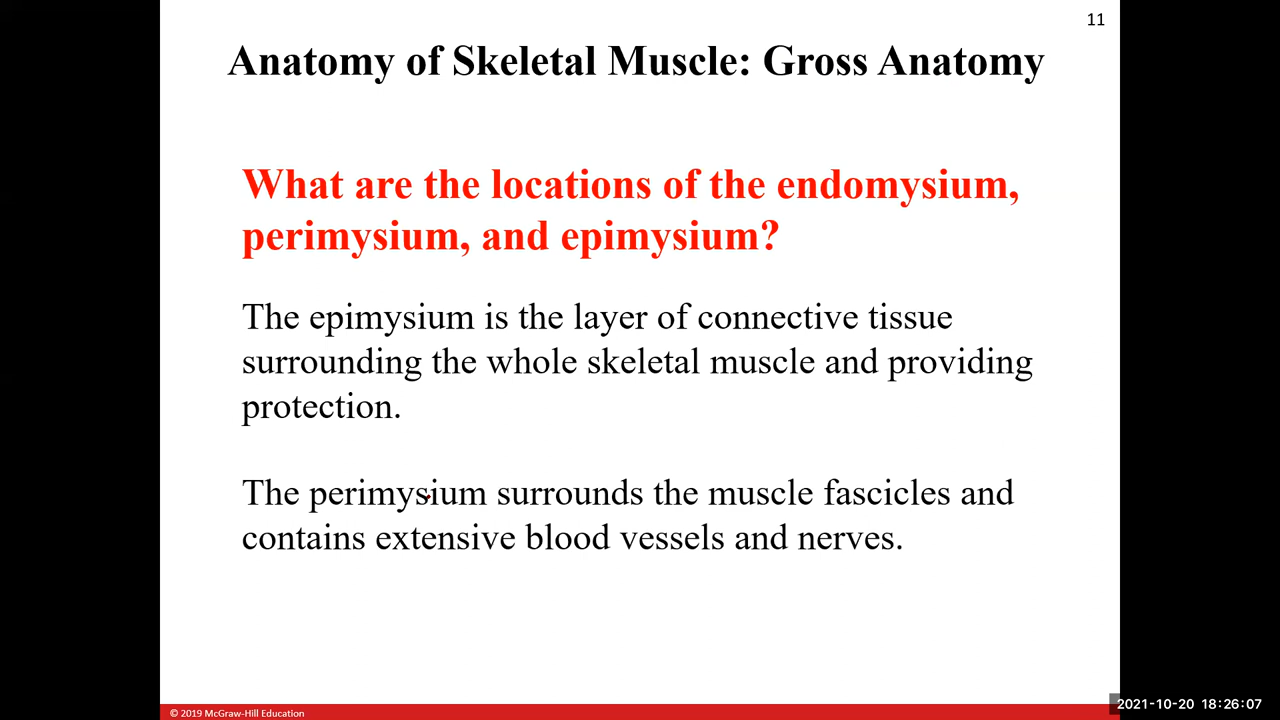 11
Anatomy of Skeletal Muscle: Gross Anatomy
What are the locations of the endomysium,
perimysium, and epimysium?
The epimysium is the layer of connective tissue
surrounding the whole skeletal muscle and providing
protection.
The perimysium surrounds the muscle fascicles and
contains extensive blood vessels and nerves.
© 2019 McGraw-Hill Education
2021-10-20 18:26:07